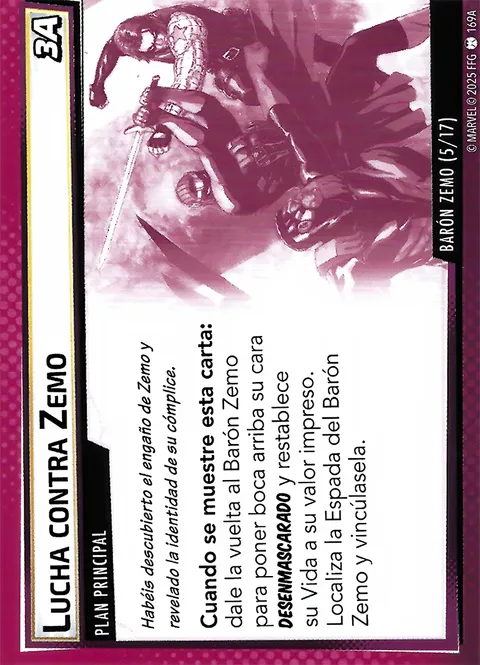 LUCHA CONTRA ZEMO
3A
PLAN PRINCIPAL
Habéis descubierto el engaño de Zemo y
revelado la identidad de su cómplice.
Cuando se muestre esta carta:
dale la vuelta al Barón Zemo
para poner boca arriba su cara
DESENMASCARADO y restablece
su Vida a su valor impreso.
Localiza la Espada del Barón
Zemo y vincúlasela.
BARÓN ZEMO (5/17)
© MARVEL © 2025 FFG 169A